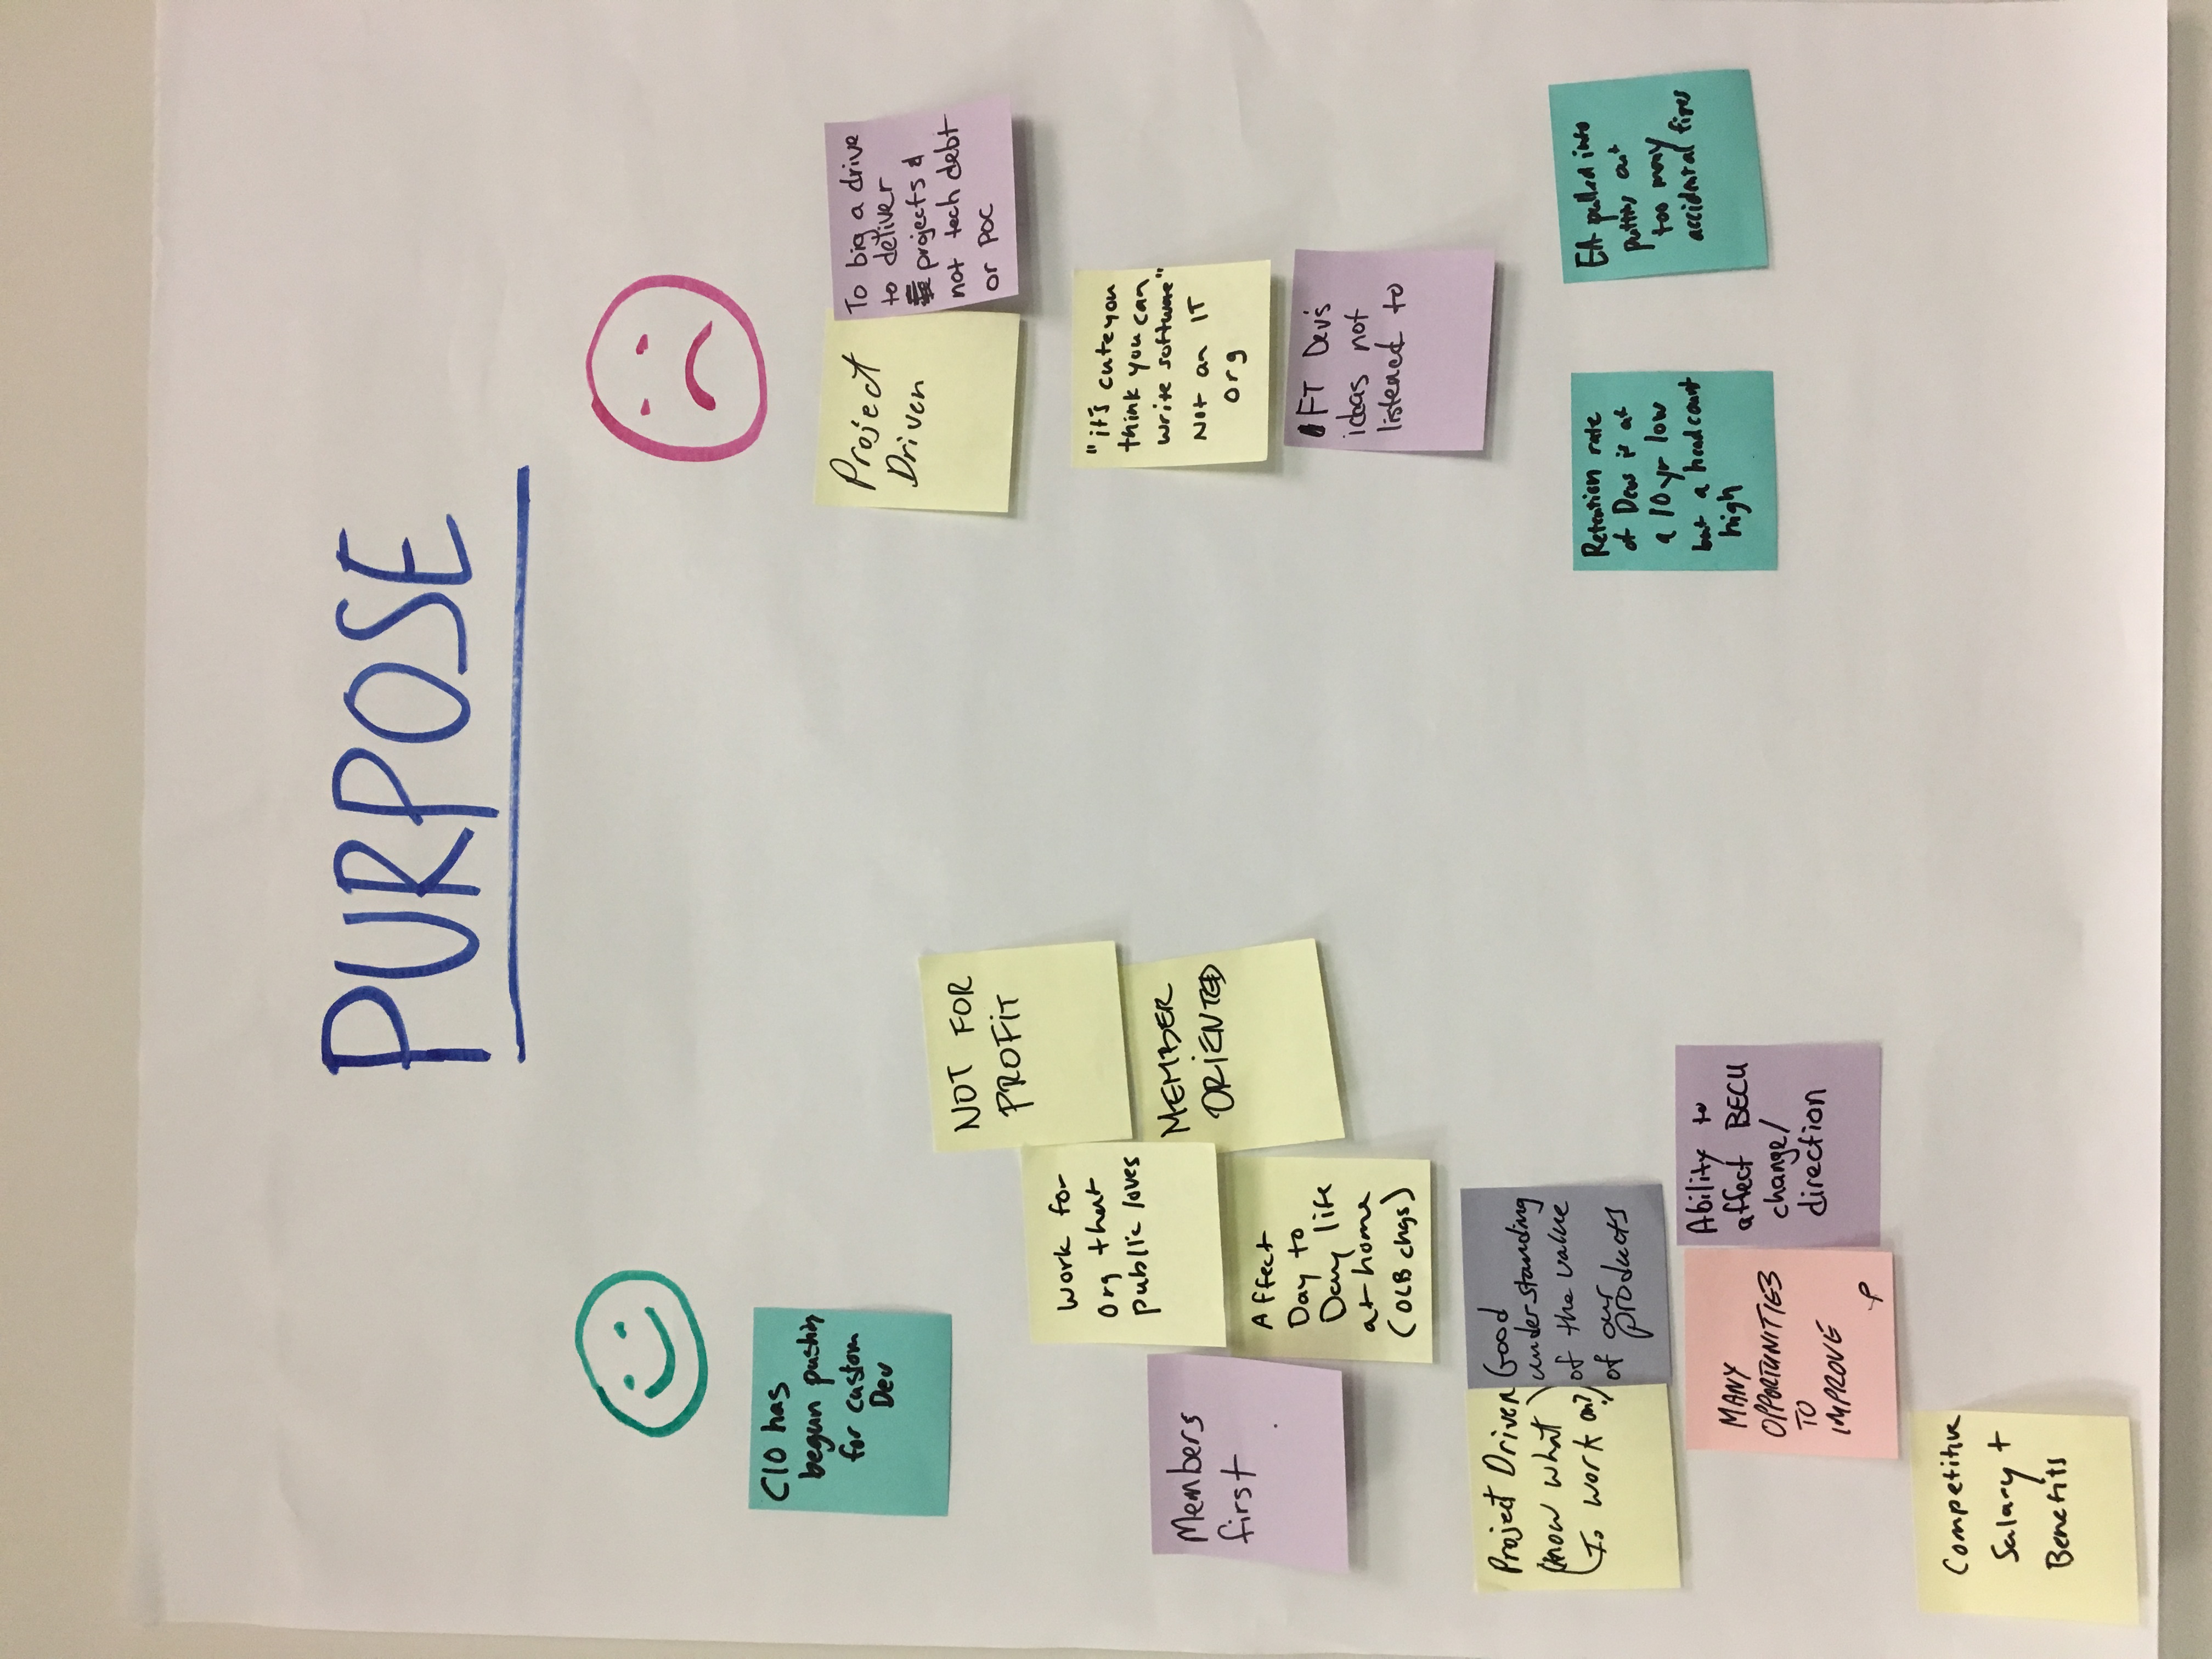 PURPOSE
CIO has
begun pushing
for custom
Dev
NOT FOR
PROFIT
Work for
Org that
public loves
MEMBER
ORIENTED
Members
first
Affect
Day to
Day life
at home
(OLB chgs)
Project Driven
(know what
to work on?)
Good
understanding
of the value
of our
products
MANY
OPPORTUNITIES
TO
IMPROVE
Ability to
affect BECU
change/
direction
Competitive
Salary +
Benefits
Project
Driven
To big a drive
to deliver
projects &
not tech debt
or POC
"it's cute you
think you can
write software"
Not an IT
org
FT Dev's
ideas not
listened to
Retention rate
of Devs is at
a 10 yr low
but a headcount
high
EA pulled into
putting out
too many
accidental fires